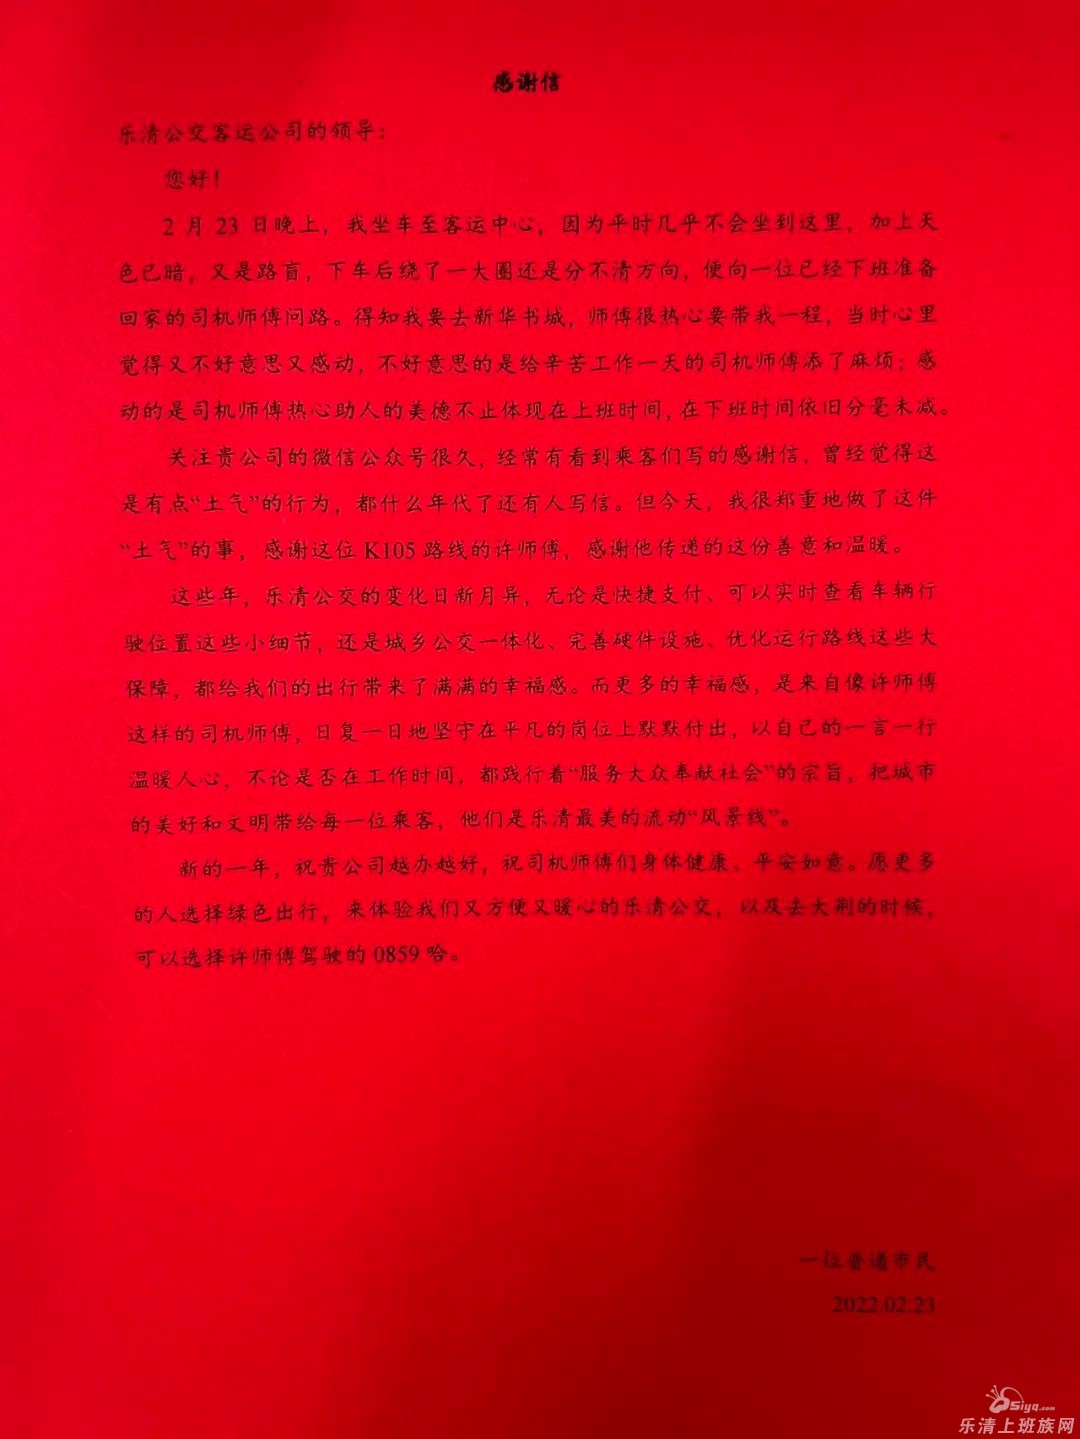 感谢信
乐清公交客运公司的领导：
您好！
2 月 23 日晚上，我坐车至客运中心，因为平时几乎不会坐到这里，加上天
色已暗，又是路盲，下车后绕了一大圈还是分不清方向，便向一位已经下班准备
回家的司机师傅问路。得知我要去新华书城，师傅很热心要带我一程，当时心里
觉得又不好意思又感动，不好意思的是给辛苦工作一天的司机师傅添了麻烦；感
动的是司机师傅热心助人的美德不止体现在上班时间，在下班时间依旧分毫未减。
关注贵公司的微信公众号很久，经常有看到乘客们写的感谢信，曾经觉得这
是有点“土气”的行为，都什么年代了还有人写信。但今天，我很郑重地做了这件
“土气”的事，感谢这位 K105 路线的许师傅，感谢他传递的这份善意和温暖。
这些年，乐清公交的变化日新月异，无论是快捷支付、可以实时查看车辆行
驶位置这些小细节，还是城乡公交一体化、完善硬件设施、优化运行路线这些大
保障，都给我们的出行带来了满满的幸福感。而更多的幸福感，是来自像许师傅
这样的司机师傅，日复一日地坚守在平凡的岗位上默默付出，以自己的一言一行
温暖人心，不论是否在工作时间，都践行着“服务大众奉献社会”的宗旨，把城市
的美好和文明带给每一位乘客，他们是乐清最美的流动“风景线”。
新的一年，祝贵公司越办越好，祝司机师傅们身体健康、平安如意。愿更多
的人选择绿色出行，来体验我们又方便又暖心的乐清公交，以及去大荆的时候，
可以选择许师傅驾驶的 0859 哈。
一位普通市民
2022.02.23
Siyq.com
乐清上班族网